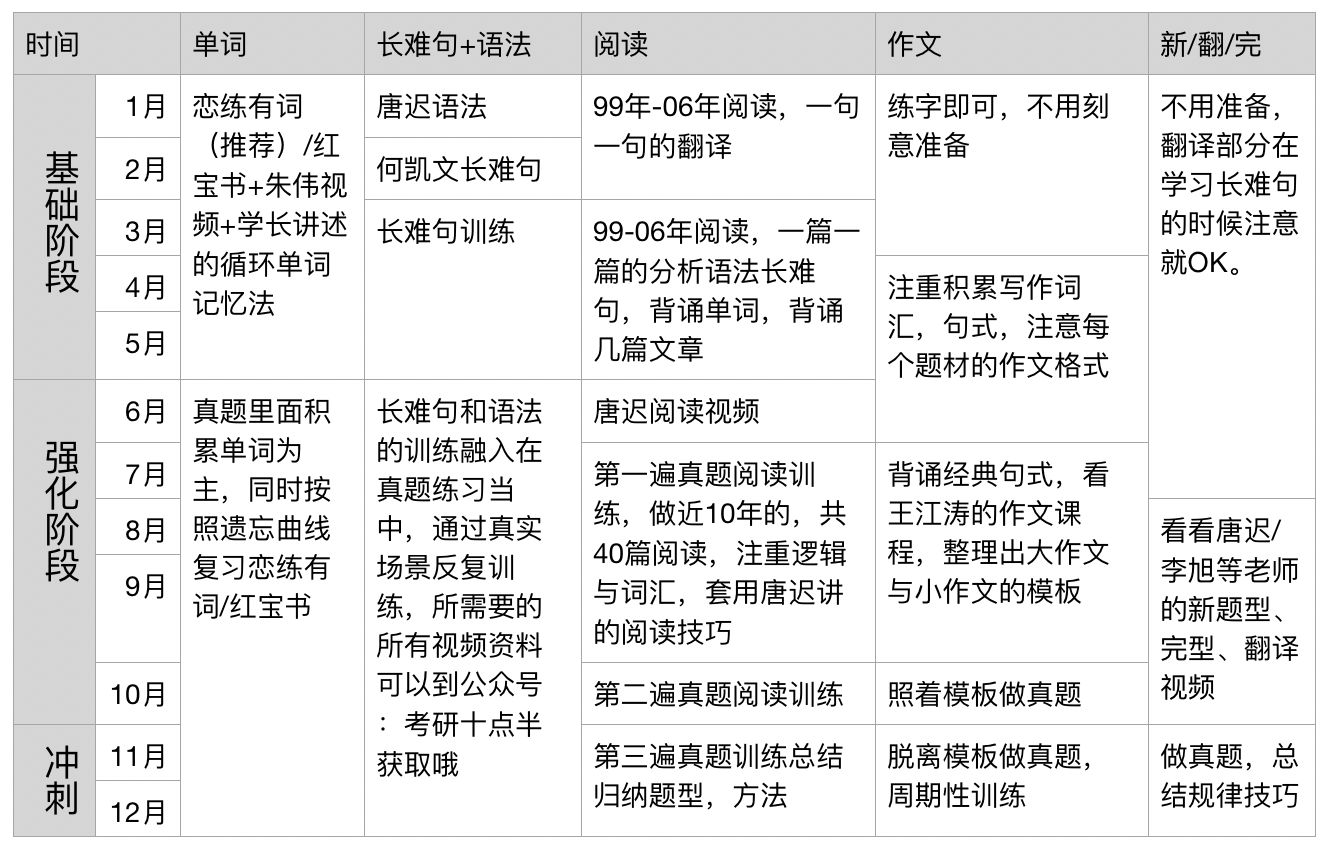 时间
单词
长难句+语法
阅读
作文
新/翻/完
基础阶段
1月
2月
3月
4月
5月
恋练有词
（推荐）/红
宝书+朱伟视
频+学长讲述
的循环单词
记忆法
唐迟语法
何凯文长难句
长难句训练
99年-06年阅读，一句
一句的翻译
99-06年阅读，一篇一
篇的分析语法长难
句，背诵单词，背诵
几篇文章
练字即可，不用刻
意准备
注重积累写作词
汇，句式，注意每
个题材的作文格式
不用准备，
翻译部分在
学习长难句
的时候注意
就OK。
强化阶段
6月
7月
8月
9月
10月
真题里面积
累单词为
主，同时按
照遗忘曲线
复习恋练有
词/红宝书
长难句和语法
的训练融入在
真题练习当
中，通过真实
场景反复训
练，所需要的
所有视频资料
可以到公众号
：考研十点半
获取哦
唐迟阅读视频
第一遍真题阅读训
练，做近10年的，共
40篇阅读，注重逻辑
与词汇，套用唐迟讲
的阅读技巧
第二遍真题阅读训练
背诵经典句式，看
王江涛的作文课
程，整理出大作文
与小作文的模板
照着模板做真题
看看唐迟/
李旭等老师
的新题型、
完型、翻译
视频
冲刺
11月
12月
第三遍真题训练总结
归纳题型，方法
脱离模板做真题，
周期性训练
做真题，总
结规律技巧